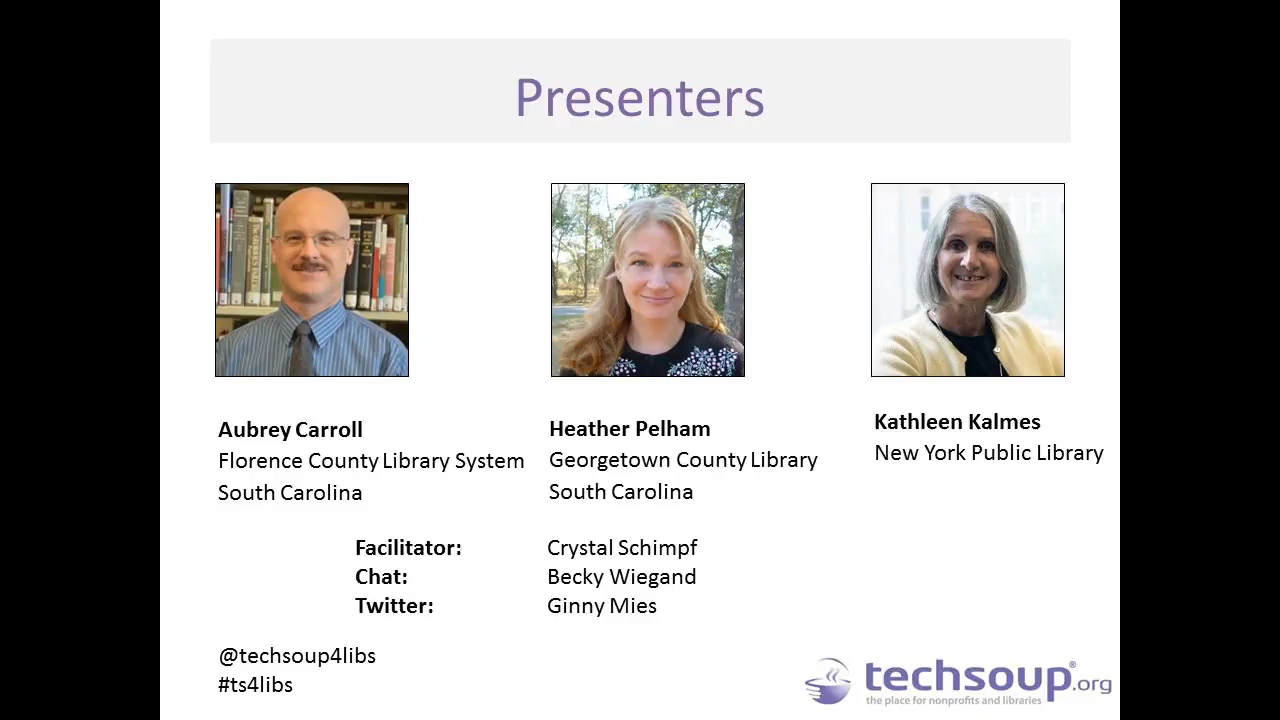 Presenters
Aubrey Carroll
Florence County Library System
South Carolina
Heather Pelham
Georgetown County Library
South Carolina
Kathleen Kalmes
New York Public Library
Facilitator: Crystal Schimpf
Chat: Becky Wiegand
Twitter: Ginny Mies
@techsoup4libs
#ts4libs
techsoup®.org
the place for nonprofits and libraries